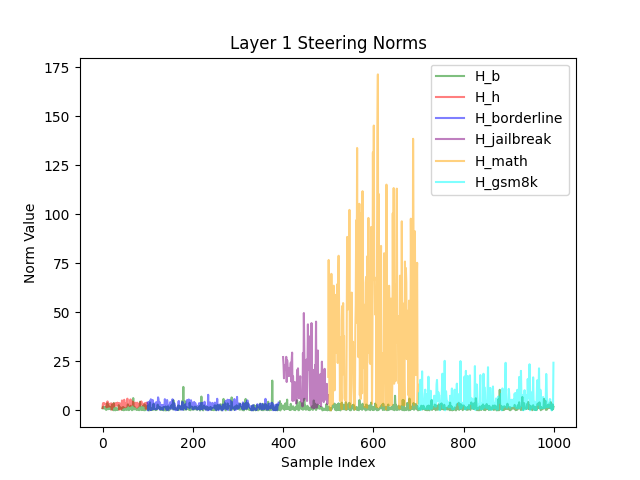 Layer 1 Steering Norms
175
150
125
100
75
50
25
0
Norm Value
0
200
400
600
800
1000
Sample Index
H_b
H_h
H_borderline
H_jailbreak
H_math
H_gsm8k